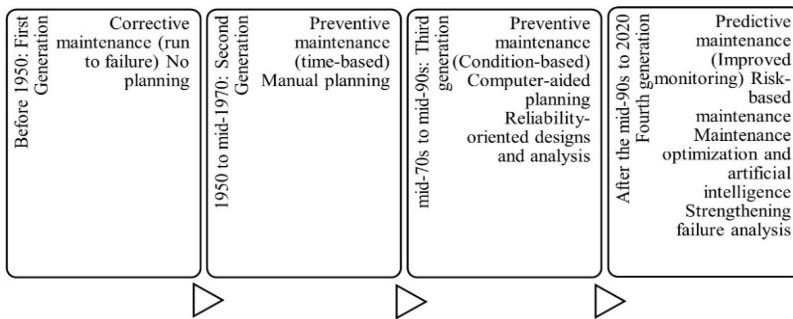 Before 1950: First
Generation
Corrective
maintenance (run
to failure) No
planning
1950 to mid-1970: Second
Generation
Preventive
maintenance
(time-based)
Manual planning
mid-70s to mid-90s: Third
generation
Preventive
maintenance
(Condition-based)
Computer-aided
planning
Reliability-
oriented designs
and analysis
After the mid-90s to 2020
Fourth generation
Predictive
maintenance
(Improved
monitoring) Risk-
based
maintenance
Maintenance
optimization and
artificial
intelligence
Strengthening
failure analysis